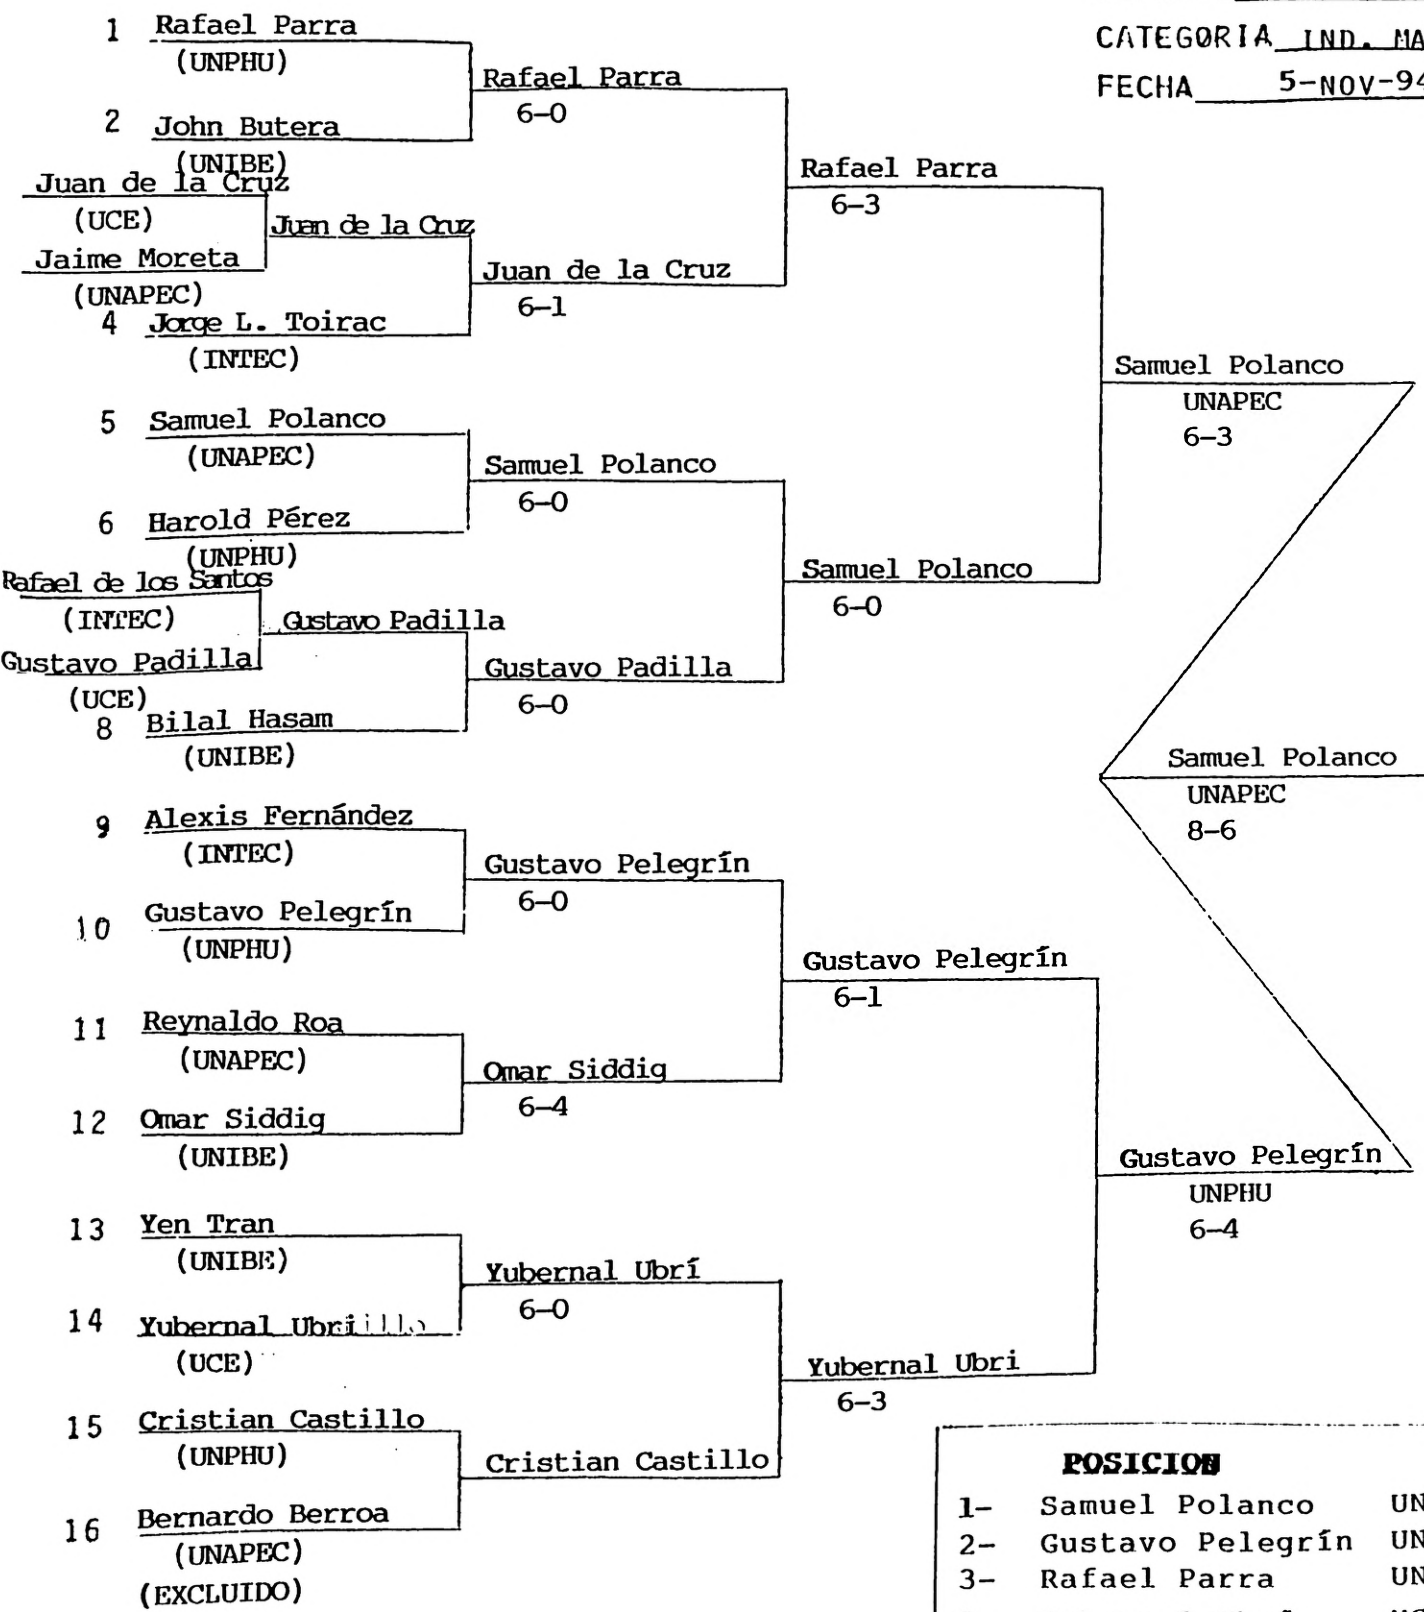 CATEGORIA IND. MA
FECHA 5-NOV-94
1 Rafael Parra
(UNPHU)
Rafael Parra
6-0
2 John Butera
(UNIBE)
Juan de la Cruz
(UCE)
Juan de la Cruz
Jaime Moreta
(UNAPEC)
Juan de la Cruz
6-1
4 Jorge L. Toirac
(INTEC)
Rafael Parra
6-3
5 Samuel Polanco
(UNAPEC)
Samuel Polanco
6-0
6 Harold Pérez
(UNPHU)
Rafael de los Santos
(INTEC)
Gustavo Padilla
Gustavo Padilla
(UCE)
Gustavo Padilla
6-0
8 Bilal Hasam
(UNIBE)
Samuel Polanco
6-0
Samuel Polanco
UNAPEC
6-3
Samuel Polanco
UNAPEC
8-6
9 Alexis Fernández
(INTEC)
Gustavo Pelegrín
6-0
10 Gustavo Pelegrín
(UNPHU)
Gustavo Pelegrín
6-1
11 Reynaldo Roa
(UNAPEC)
Omar Siddig
6-4
12 Omar Siddig
(UNIBE)
Gustavo Pelegrín
UNPHU
6-4
13 Yen Tran
(UNIBE)
Yubernal Ubrí
6-0
14 Yubernal Ubri
(UCE)
Yubernal Ubri
6-3
15 Cristian Castillo
(UNPHU)
Cristian Castillo
16 Bernardo Berroa
(UNAPEC)
(EXCLUIDO)
POSICION
1- Samuel Polanco UN
2- Gustavo Pelegrín UN
3- Rafael Parra UN